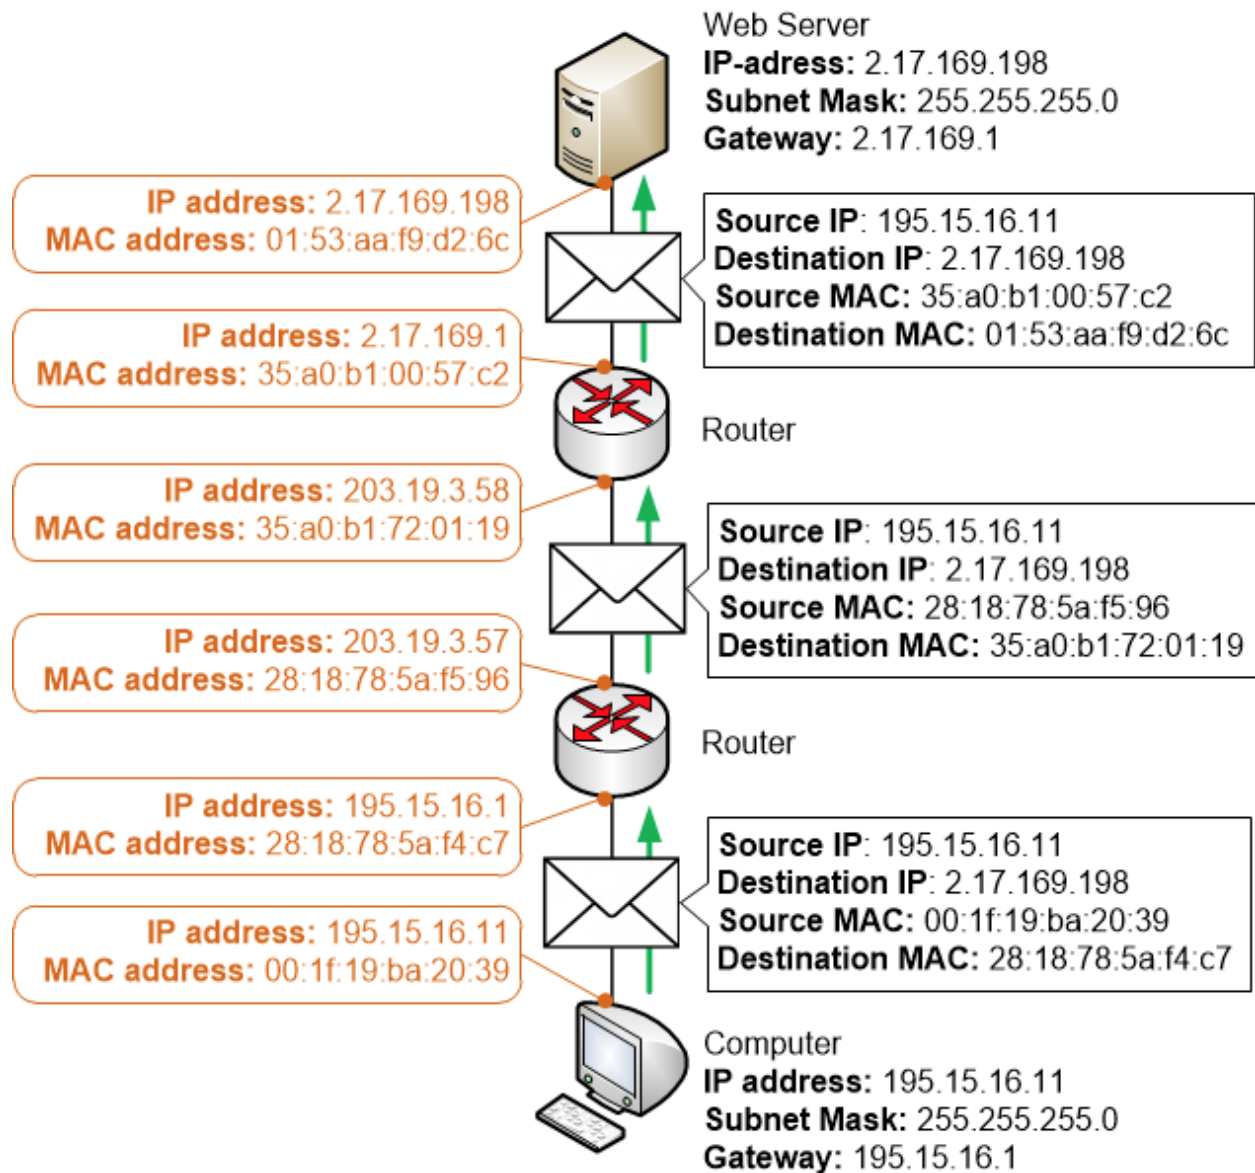 Web Server
IP-adress: 2.17.169.198
Subnet Mask: 255.255.255.0
Gateway: 2.17.169.1
IP address: 2.17.169.198
MAC address: 01:53:aa:f9:d2:6c
Source IP: 195.15.16.11
Destination IP: 2.17.169.198
Source MAC: 35:a0:b1:00:57:c2
Destination MAC: 01:53:aa:f9:d2:6c
IP address: 2.17.169.1
MAC address: 35:a0:b1:00:57:c2
Router
IP address: 203.19.3.58
MAC address: 35:a0:b1:72:01:19
Source IP: 195.15.16.11
Destination IP: 2.17.169.198
Source MAC: 28:18:78:5a:f5:96
Destination MAC: 35:a0:b1:72:01:19
IP address: 203.19.3.57
MAC address: 28:18:78:5a:f5:96
Router
IP address: 195.15.16.1
MAC address: 28:18:78:5a:f4:c7
Source IP: 195.15.16.11
Destination IP: 2.17.169.198
Source MAC: 00:1f:19:ba:20:39
Destination MAC: 28:18:78:5a:f4:c7
IP address: 195.15.16.11
MAC address: 00:1f:19:ba:20:39
Computer
IP address: 195.15.16.11
Subnet Mask: 255.255.255.0
Gateway: 195.15.16.1